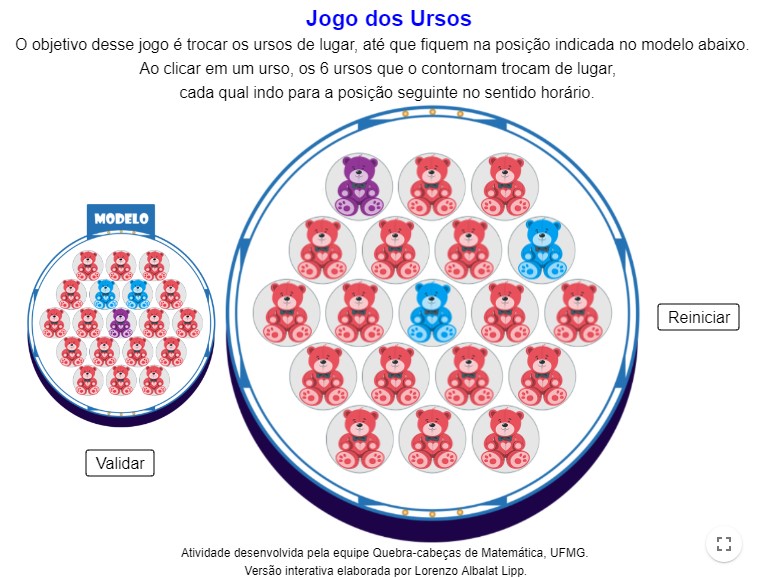 Jogo dos Ursos
O objetivo desse jogo é trocar os ursos de lugar, até que fiquem na posição indicada no modelo abaixo.
Ao clicar em um urso, os 6 ursos que o contornam trocam de lugar,
cada qual indo para a posição seguinte no sentido horário.
MODELO
Reiniciar
Validar
Atividade desenvolvida pela equipe Quebra-cabeças de Matemática, UFMG.
Versão interativa elaborada por Lorenzo Albalat Lipp.